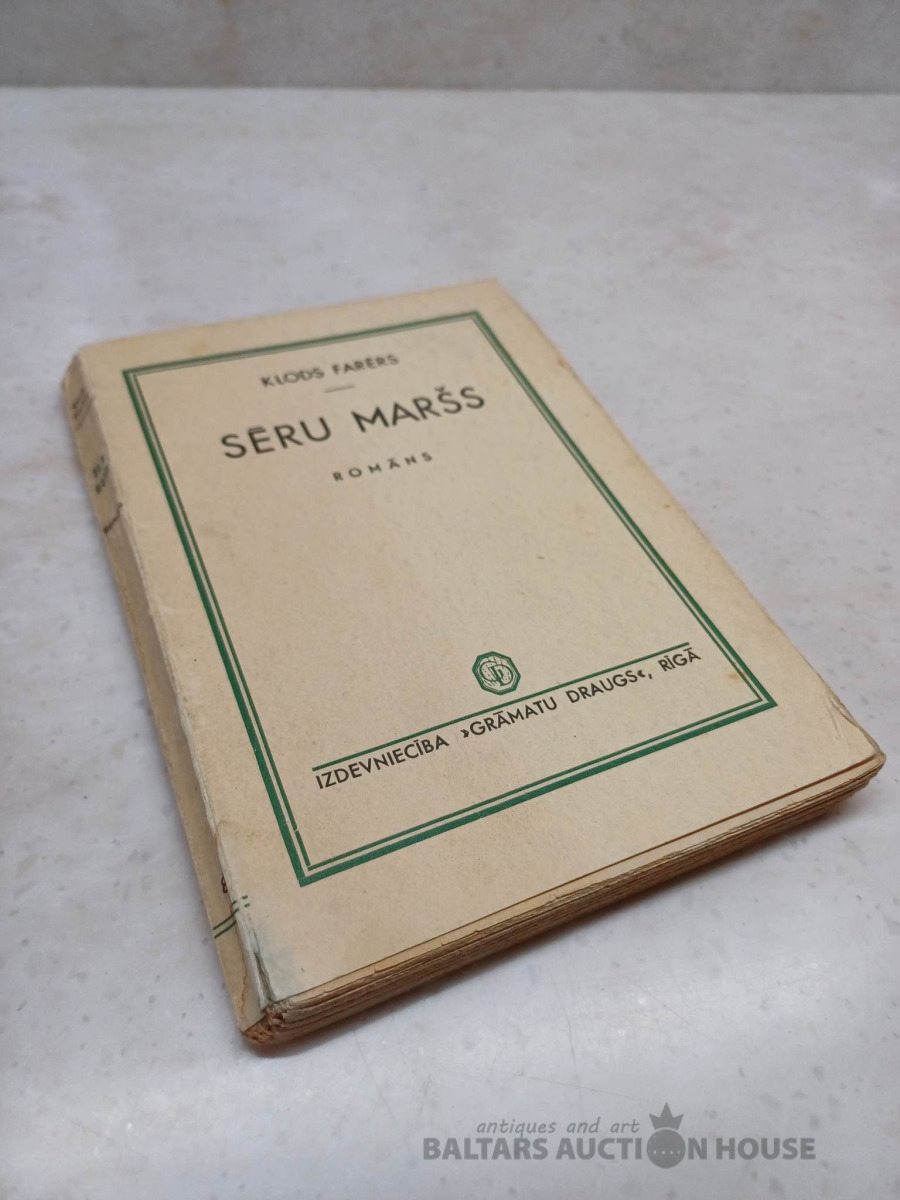 KLODS FARĒRS
SĒRU MARŠS
ROMĀNS
IZDEVNIECĪBA »GRĀMATU DRAUGS«, RĪGĀ
antiques and art
BALTARS AUCTION HOUSE